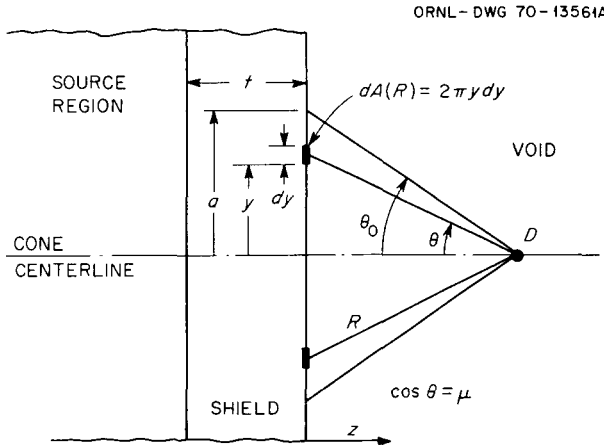 ORNL-DWG 70-13561A
SOURCE
REGION
t
dA(R) = 2πy dy
VOID
a
y
dy
θ₀
θ
D
CONE
CENTERLINE
R
cos θ = μ
SHIELD
z